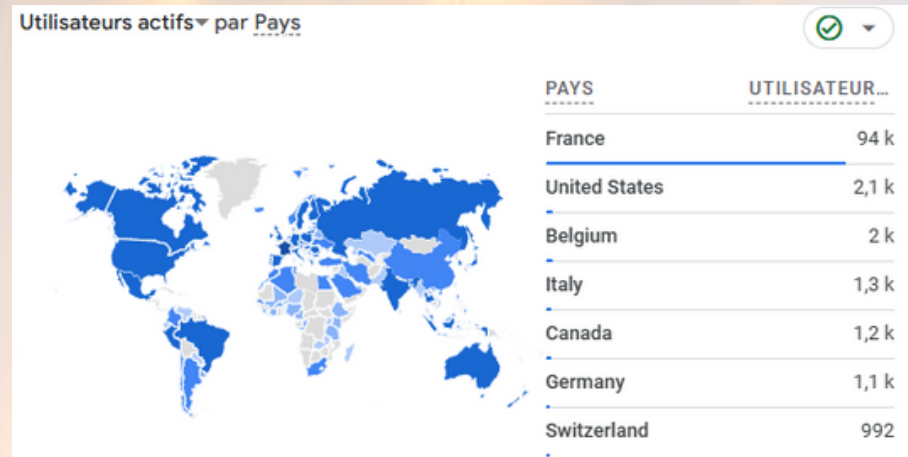 Utilisateurs actifs par Pays
PAYS UTILISATEUR...
France 94 k
United States 2,1 k
Belgium 2 k
Italy 1,3 k
Canada 1,2 k
Germany 1,1 k
Switzerland 992